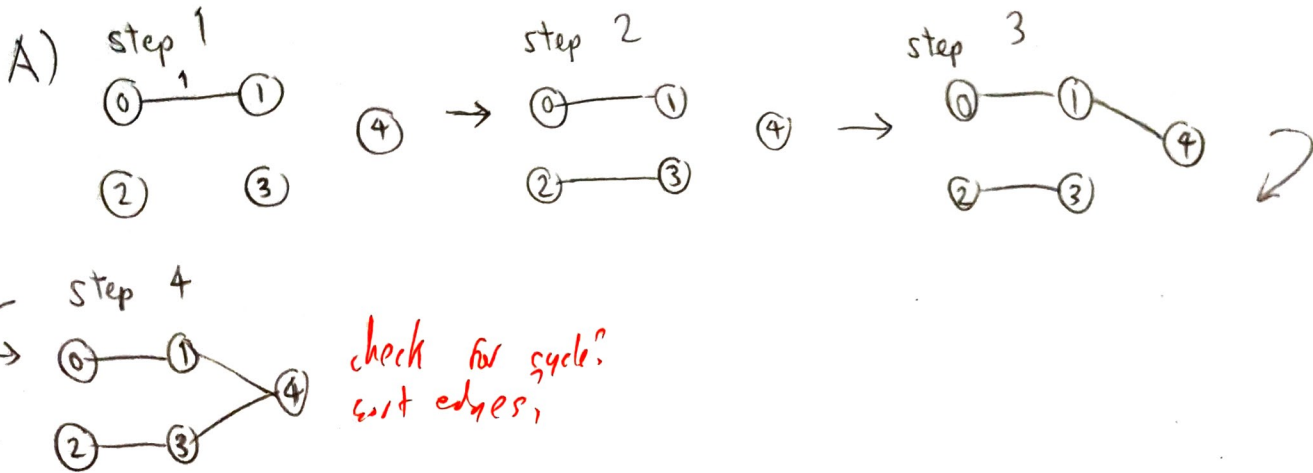 A) step 1 step 2 step 3
0 1 1 4 0 1 4 0 1 4
2 3 2 3 2 3
step 4
0 1 4
2 3
check for cycle?
sort edges,